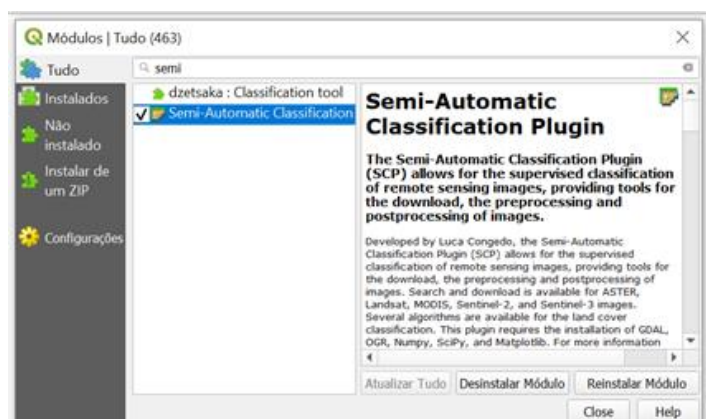 Módulos | Tudo (463)
Tudo
semi
Instalados
Não
instalado
Instalar de
um ZIP
Configurações
dzetsaka : Classification tool
Semi-Automatic Classification
Semi-Automatic
Classification Plugin
The Semi-Automatic Classification Plugin
(SCP) allows for the supervised classification
of remote sensing images, providing tools for
the download, the preprocessing and
postprocessing of images.
Developed by Luca Congedo, the Semi-Automatic
Classification Plugin (SCP) allows for the supervised
classification of remote sensing images, providing tools for
the download, the preprocessing and postprocessing of
images. Search and download is available for ASTER,
Landsat, MODIS, Sentinel-2, and Sentinel-3 images.
Several algorithms are available for the land cover
classification. This plugin requires the installation of GDAL,
OGR, Numpy, SciPy, and Matplotlib. For more information
Atualizar Tudo
Desinstalar Módulo
Reinstalar Módulo
Close
Help